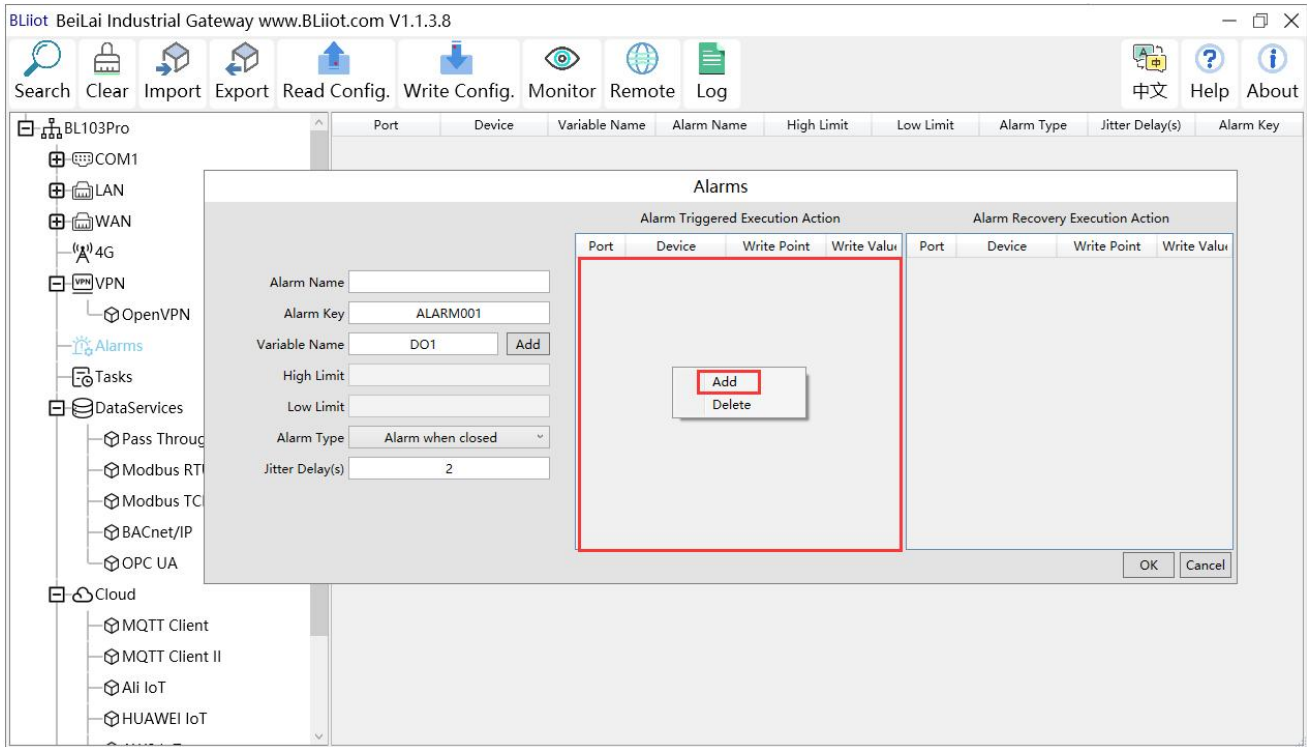 BLiiot BeiLai Industrial Gateway www.BLiiot.com V1.1.3.8
Search Clear Import Export Read Config. Write Config. Monitor Remote Log 中文 Help About
BL103Pro
COM1
LAN
WAN
4G
VPN
OpenVPN
Alarms
Tasks
DataServices
Pass Throug
Modbus RTU
Modbus TC
BACnet/IP
OPC UA
Cloud
MQTT Client
MQTT Client II
Ali IoT
HUAWEI IoT
Port Device Variable Name Alarm Name High Limit Low Limit Alarm Type Jitter Delay(s) Alarm Key
Alarms
Alarm Name
Alarm Key ALARM001
Variable Name DO1 Add
High Limit
Low Limit
Alarm Type Alarm when closed
Jitter Delay(s) 2
Alarm Triggered Execution Action
Port Device Write Point Write Valu
Add
Delete
Alarm Recovery Execution Action
Port Device Write Point Write Valu
OK Cancel